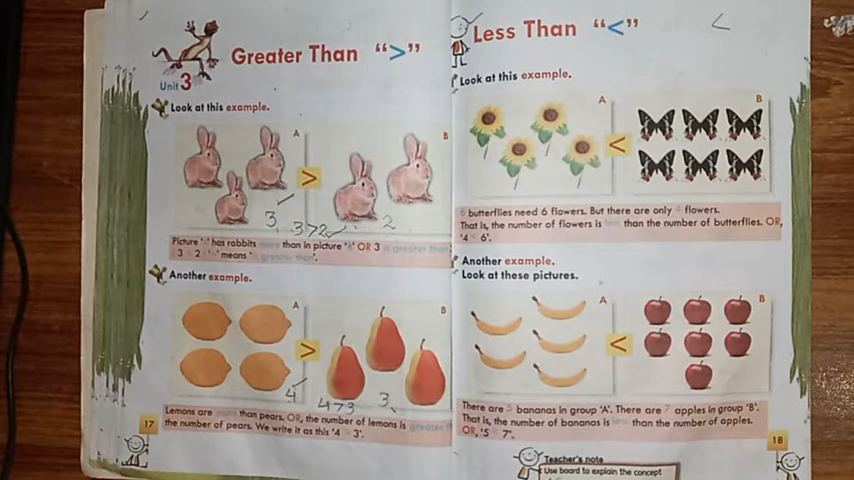 Unit 3
Greater Than ">"
Look at this example.
A
B
>
3
3>2
2
Picture 'A' has rabbits more than in picture 'B' OR 3 is greater than
3 > 2 '>' means 'is greater than'.
Another example.
A
B
>
4
4>3
3
Lemons are more than pears. OR, the number of lemons is greater
the number of pears. We write it as this '4 > 3'.
17
Less Than "<"
<
Look at this example.
A
B
<
6 butterflies need 6 flowers. But there are only 4 flowers.
That is, the number of flowers is less than the number of butterflies. OR,
'4 < 6'.
Another example.
Look at these pictures.
A
B
<
There are 5 bananas in group 'A'. There are 7 apples in group 'B'.
That is, the number of bananas is less than the number of apples.
OR, '5 < 7'.
18
Teacher's note
Use board to explain the concept